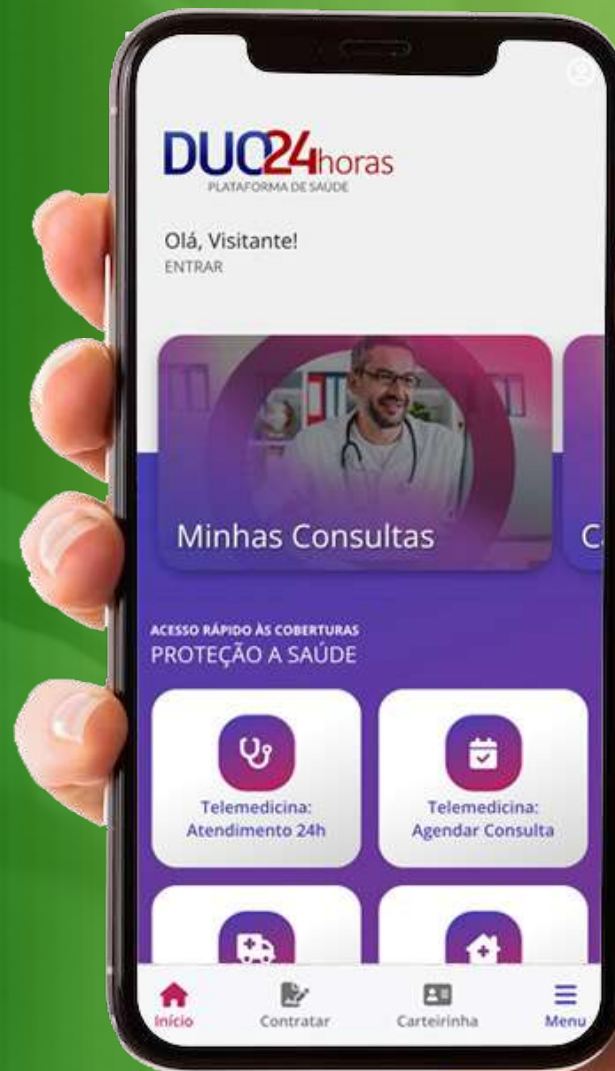 DUO24horas
PLATAFORMA DE SAÚDE
Olá, Visitante!
ENTRAR
Minhas Consultas
C
ACESSO RÁPIDO ÀS COBERTURAS
PROTEÇÃO A SAÚDE
Telemedicina:
Atendimento 24h
Telemedicina:
Agendar Consulta
Início
Contratar
Carteirinha
Menu